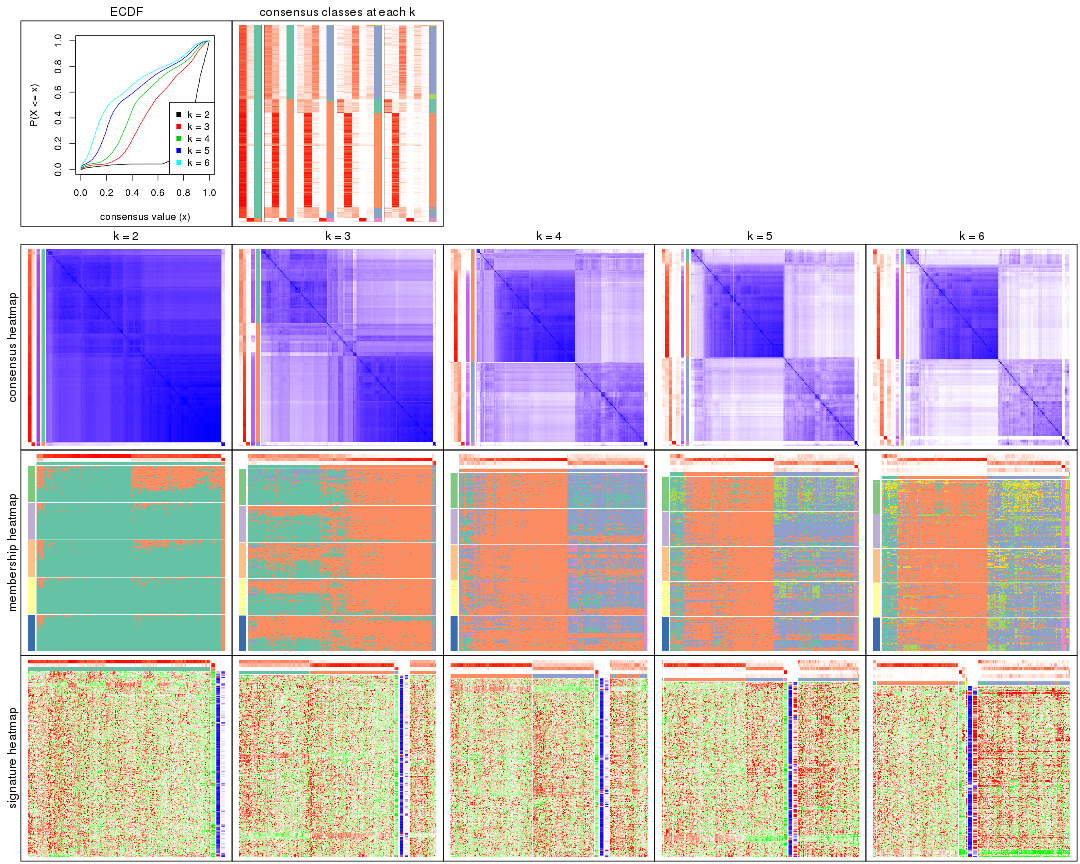 ECDF
consensus classes at each k
P(X <= x)
0.0 0.2 0.4 0.6 0.8 1.0
k = 2
k = 3
k = 4
k = 5
k = 6
0.0 0.2 0.4 0.6 0.8 1.0
consensus value (x)
k = 2 k = 3 k = 4 k = 5 k = 6
consensus heatmap
membership heatmap
signature heatmap